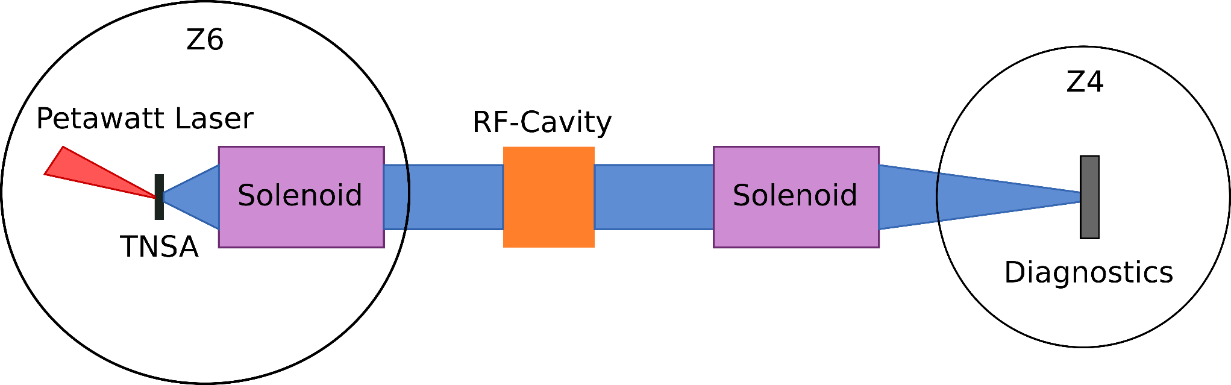 Z6
Petawatt Laser
TNSA
Solenoid
RF-Cavity
Solenoid
Z4
Diagnostics